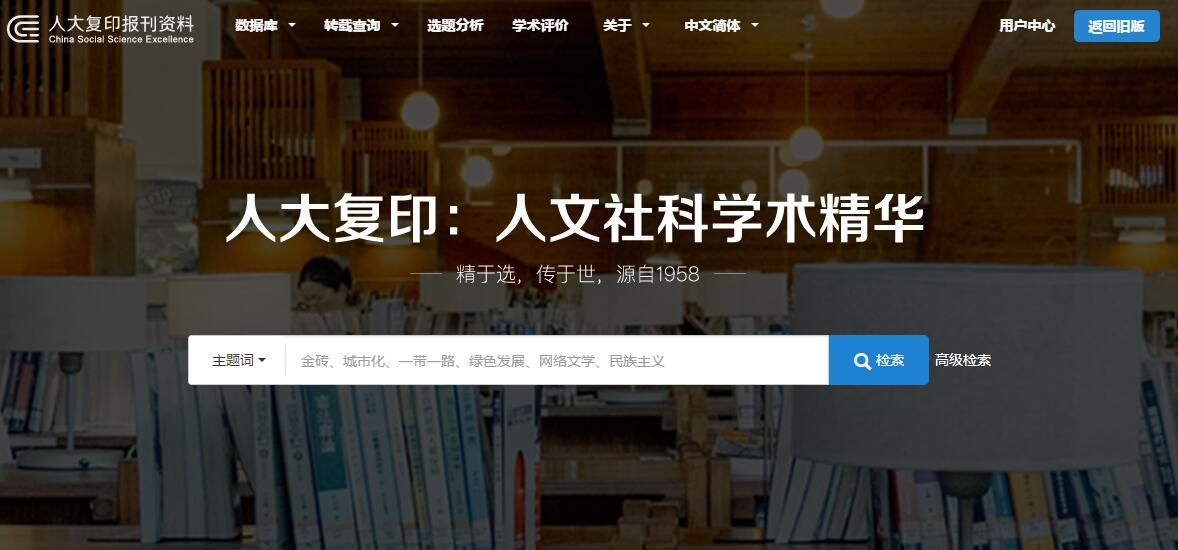 人大复印报刊资料
China Social Science Excellence
数据库 转载查询 选题分析 学术评价 关于 中文简体 用户中心 返回旧版
人大复印：人文社科学术精华
精于选，传于世，源自1958
主题词 金砖、城市化、一带一路、绿色发展、网络文学、民族主义 检索 高级检索